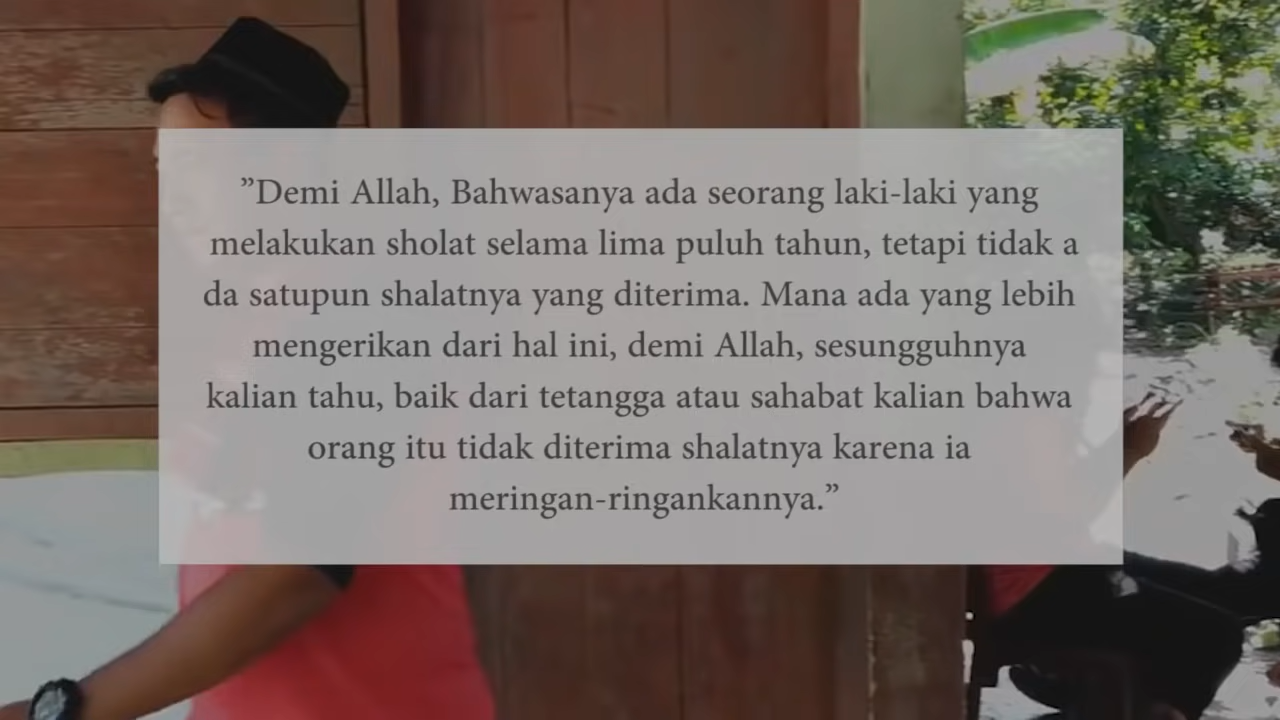 ”Demi Allah, Bahwasanya ada seorang laki-laki yang
melakukan sholat selama lima puluh tahun, tetapi tidak a
da satupun shalatnya yang diterima. Mana ada yang lebih
mengerikan dari hal ini, demi Allah, sesungguhnya
kalian tahu, baik dari tetangga atau sahabat kalian bahwa
orang itu tidak diterima shalatnya karena ia
meringan-ringankannya.”